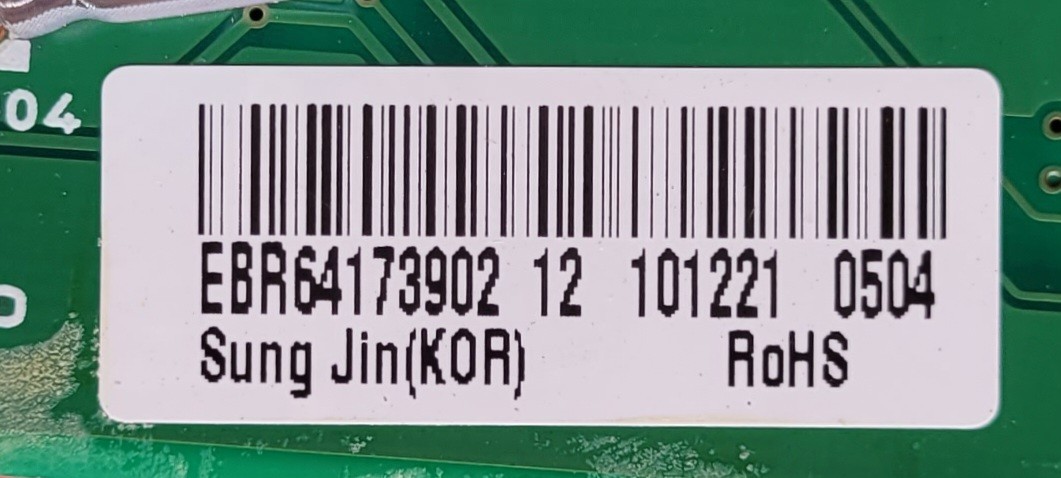 04
EBR64173902 12 101221 0504
Sung Jin(KOR) RoHS